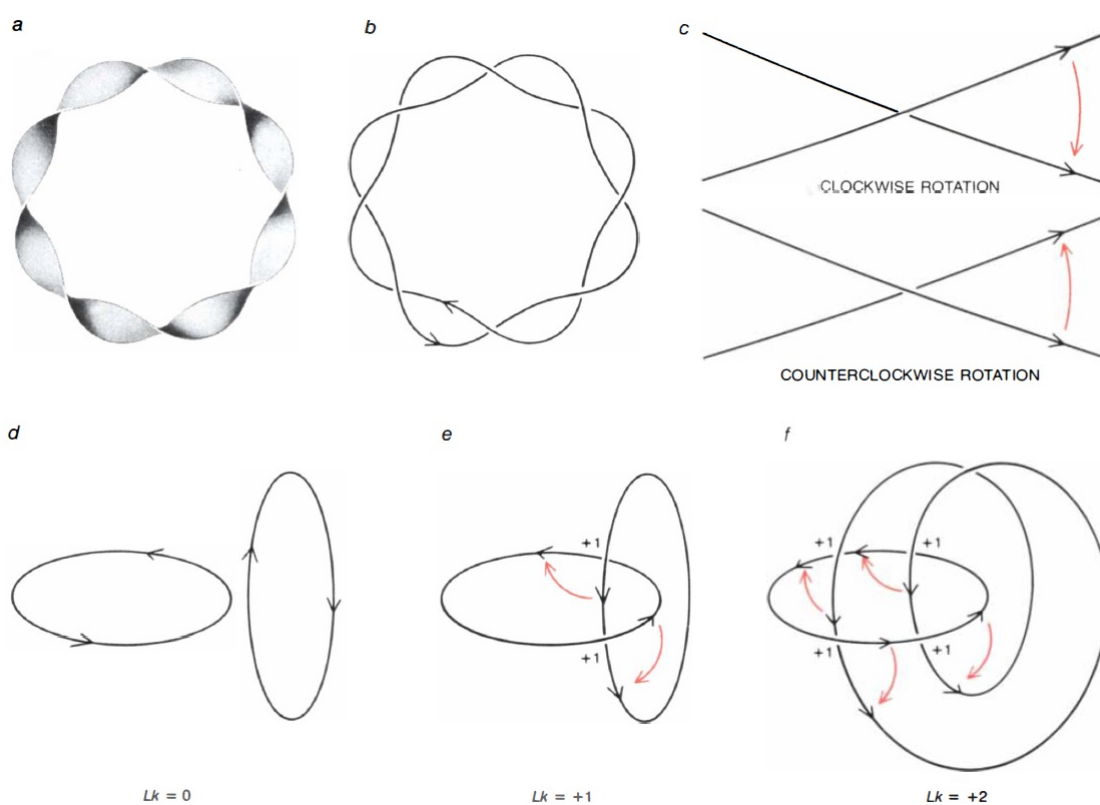 a
b
c
CLOCKWISE ROTATION
COUNTERCLOCKWISE ROTATION
d
e
f
+1
+1
+1
+1
+1
+1
Lk = 0
Lk = +1
Lk = +2